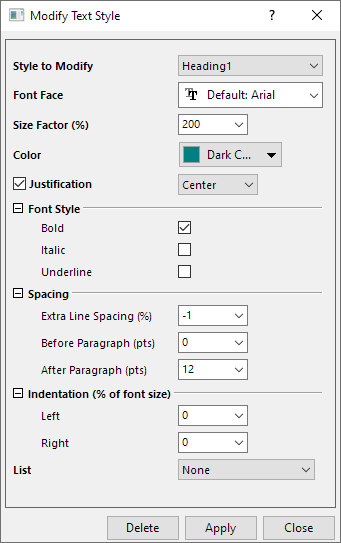 Modify Text Style ?
Style to Modify Heading1
Font Face Default: Arial
Size Factor (%) 200
Color Dark C...
Justification Center
Font Style
Bold
Italic
Underline
Spacing
Extra Line Spacing (%) -1
Before Paragraph (pts) 0
After Paragraph (pts) 12
Indentation (% of font size)
Left 0
Right 0
List None
Delete Apply Close